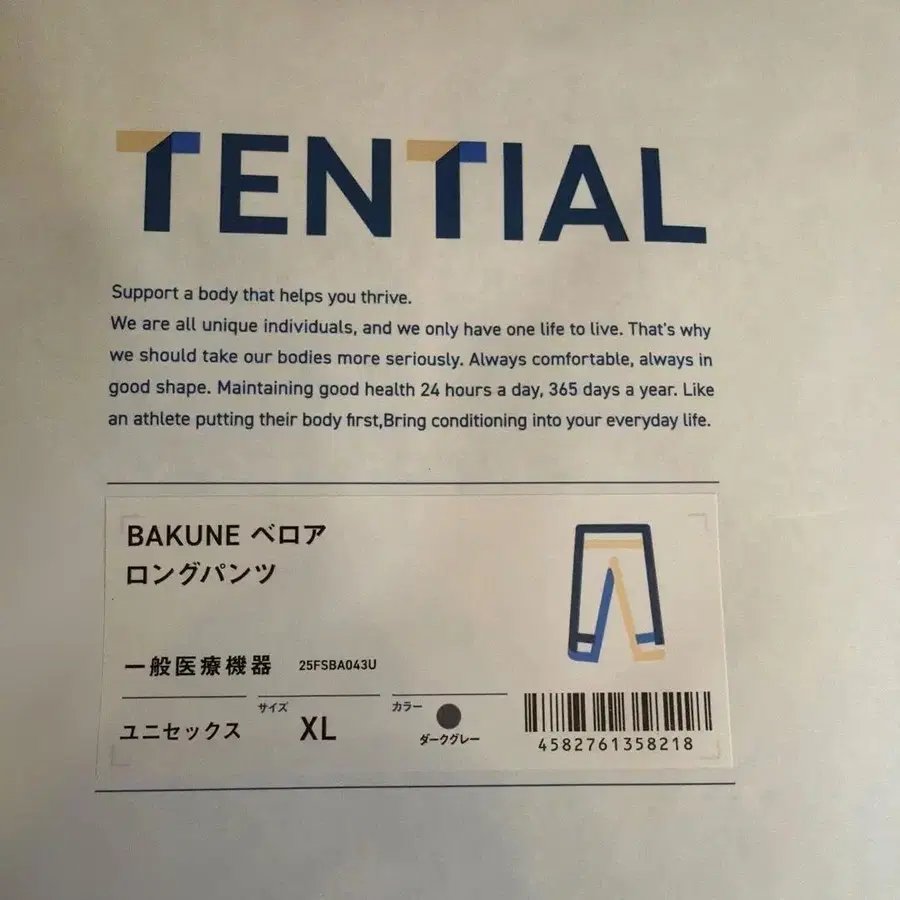 TENTIAL
Support a body that helps you thrive.
We are all unique individuals, and we only have one life to live. That's why
we should take our bodies more seriously. Always comfortable, always in
good shape. Maintaining good health 24 hours a day, 365 days a year. Like
an athlete putting their body first,Bring conditioning into your everyday life.
BAKUNE ベロア
ロングパンツ
一般医療機器 25FSBA043U
ユニセックス
サイズ
XL
カラー
ダークグレー
4582761358218